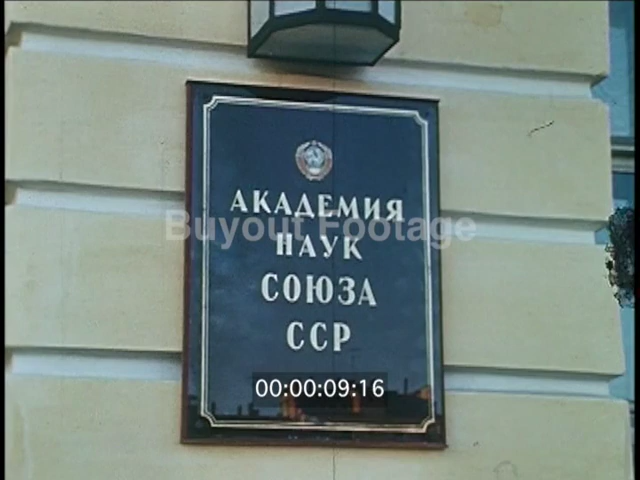 АКАДЕМИЯ
Buyout Footage
НАУК
СОЮЗА
ССР
00:00:09:16